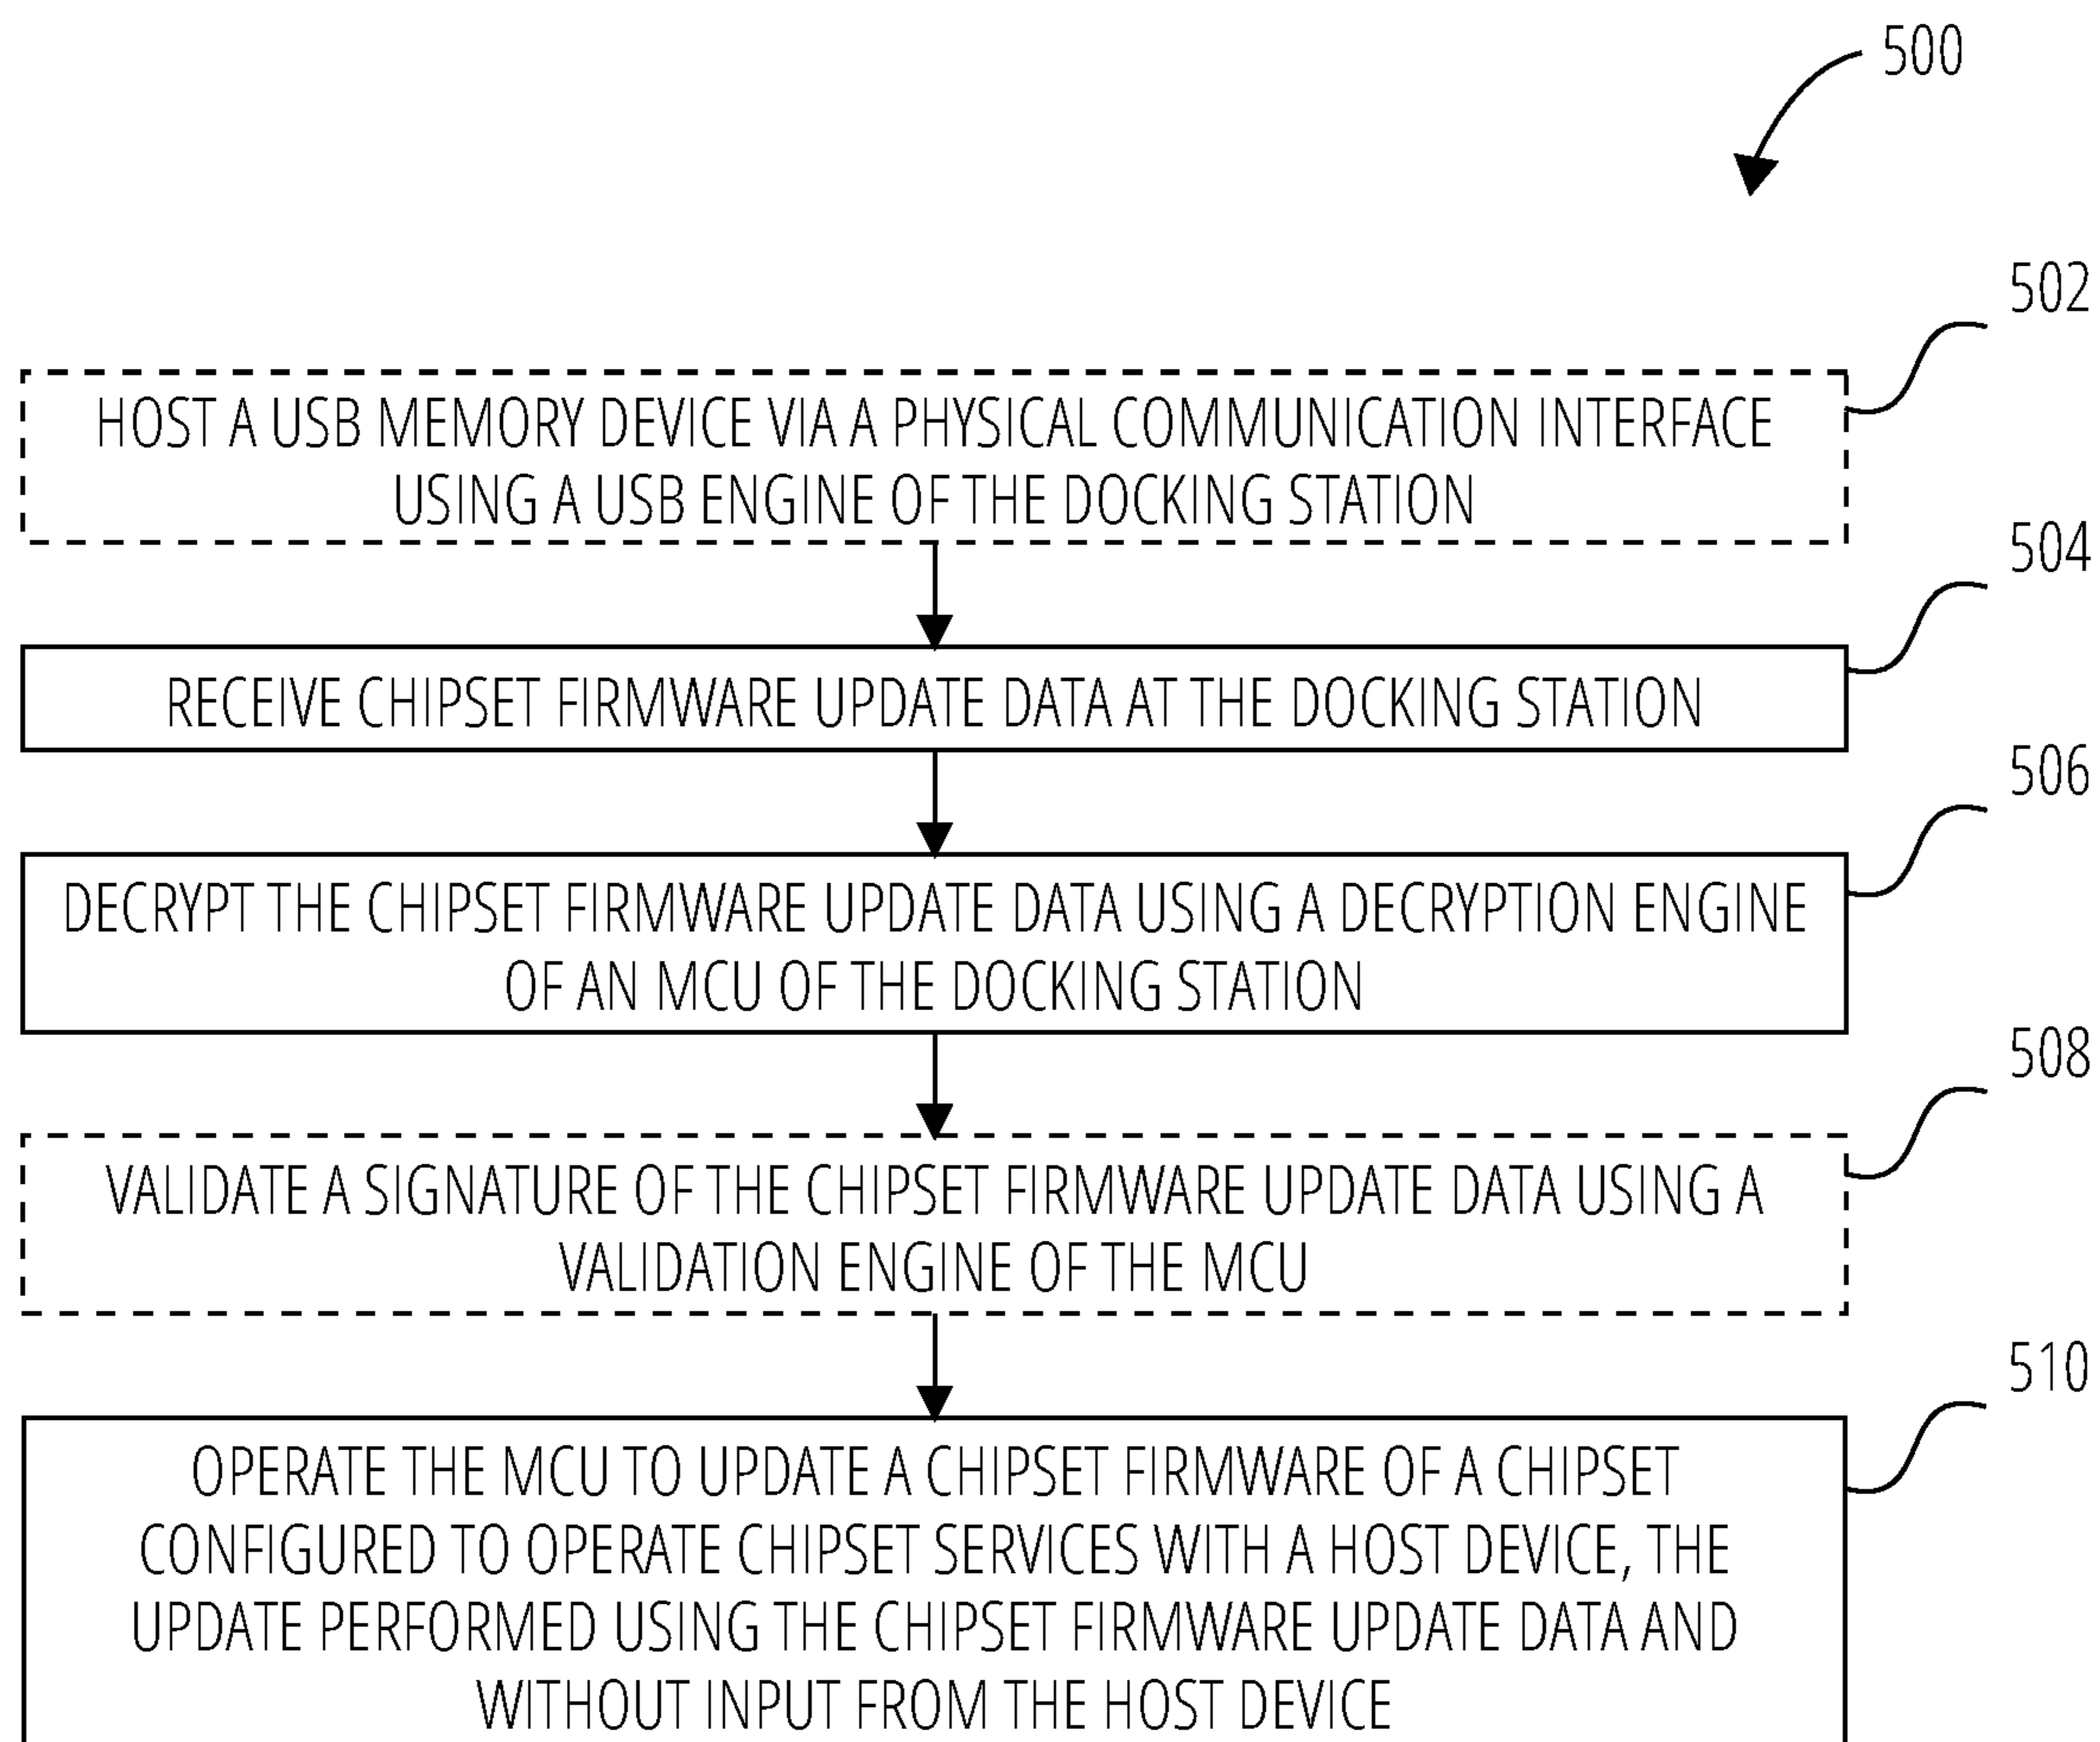 500
502
HOST A USB MEMORY DEVICE VIA A PHYSICAL COMMUNICATION INTERFACE
USING A USB ENGINE OF THE DOCKING STATION
504
RECEIVE CHIPSET FIRMWARE UPDATE DATA AT THE DOCKING STATION
506
DECRYPT THE CHIPSET FIRMWARE UPDATE DATA USING A DECRYPTION ENGINE
OF AN MCU OF THE DOCKING STATION
508
VALIDATE A SIGNATURE OF THE CHIPSET FIRMWARE UPDATE DATA USING A
VALIDATION ENGINE OF THE MCU
510
OPERATE THE MCU TO UPDATE A CHIPSET FIRMWARE OF A CHIPSET
CONFIGURED TO OPERATE CHIPSET SERVICES WITH A HOST DEVICE, THE
UPDATE PERFORMED USING THE CHIPSET FIRMWARE UPDATE DATA AND
WITHOUT INPUT FROM THE HOST DEVICE